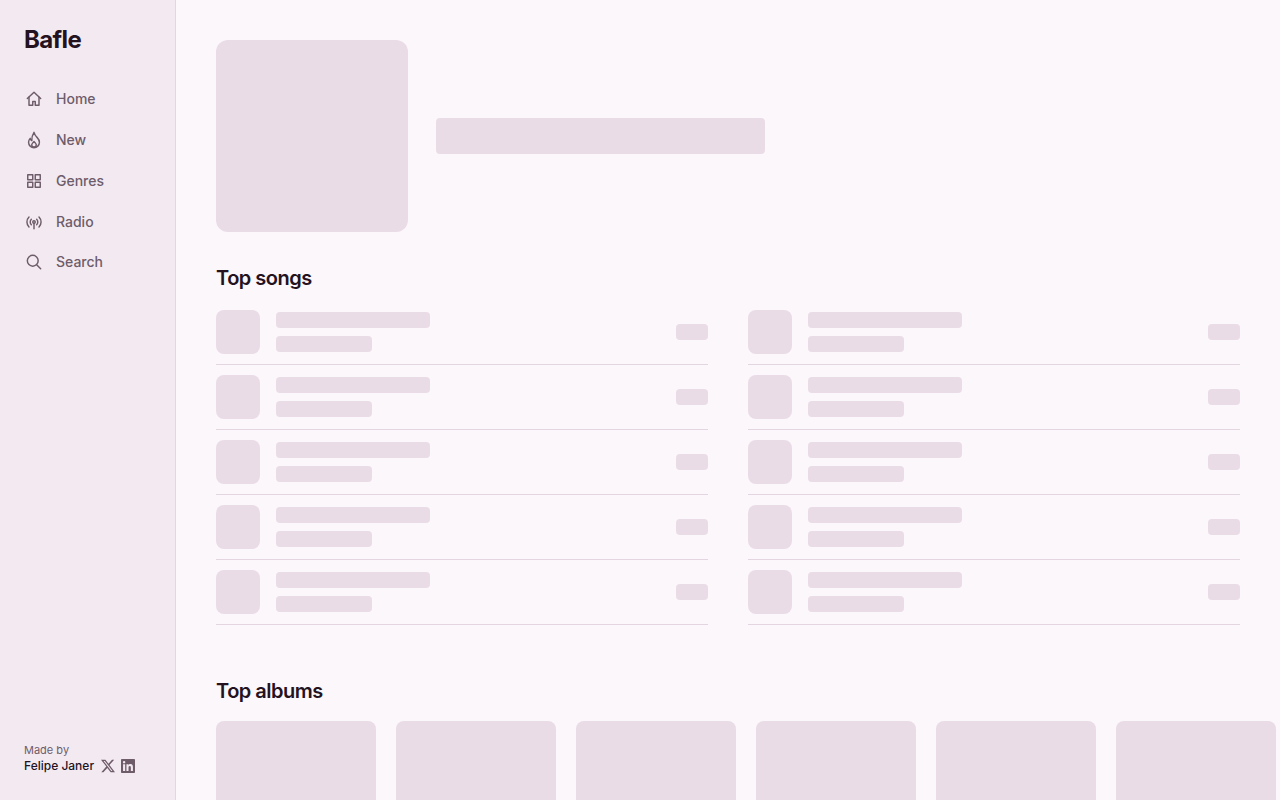 Bafle
Home
New
Genres
Radio
Search
Top songs
Top albums
Made by
Felipe Janer